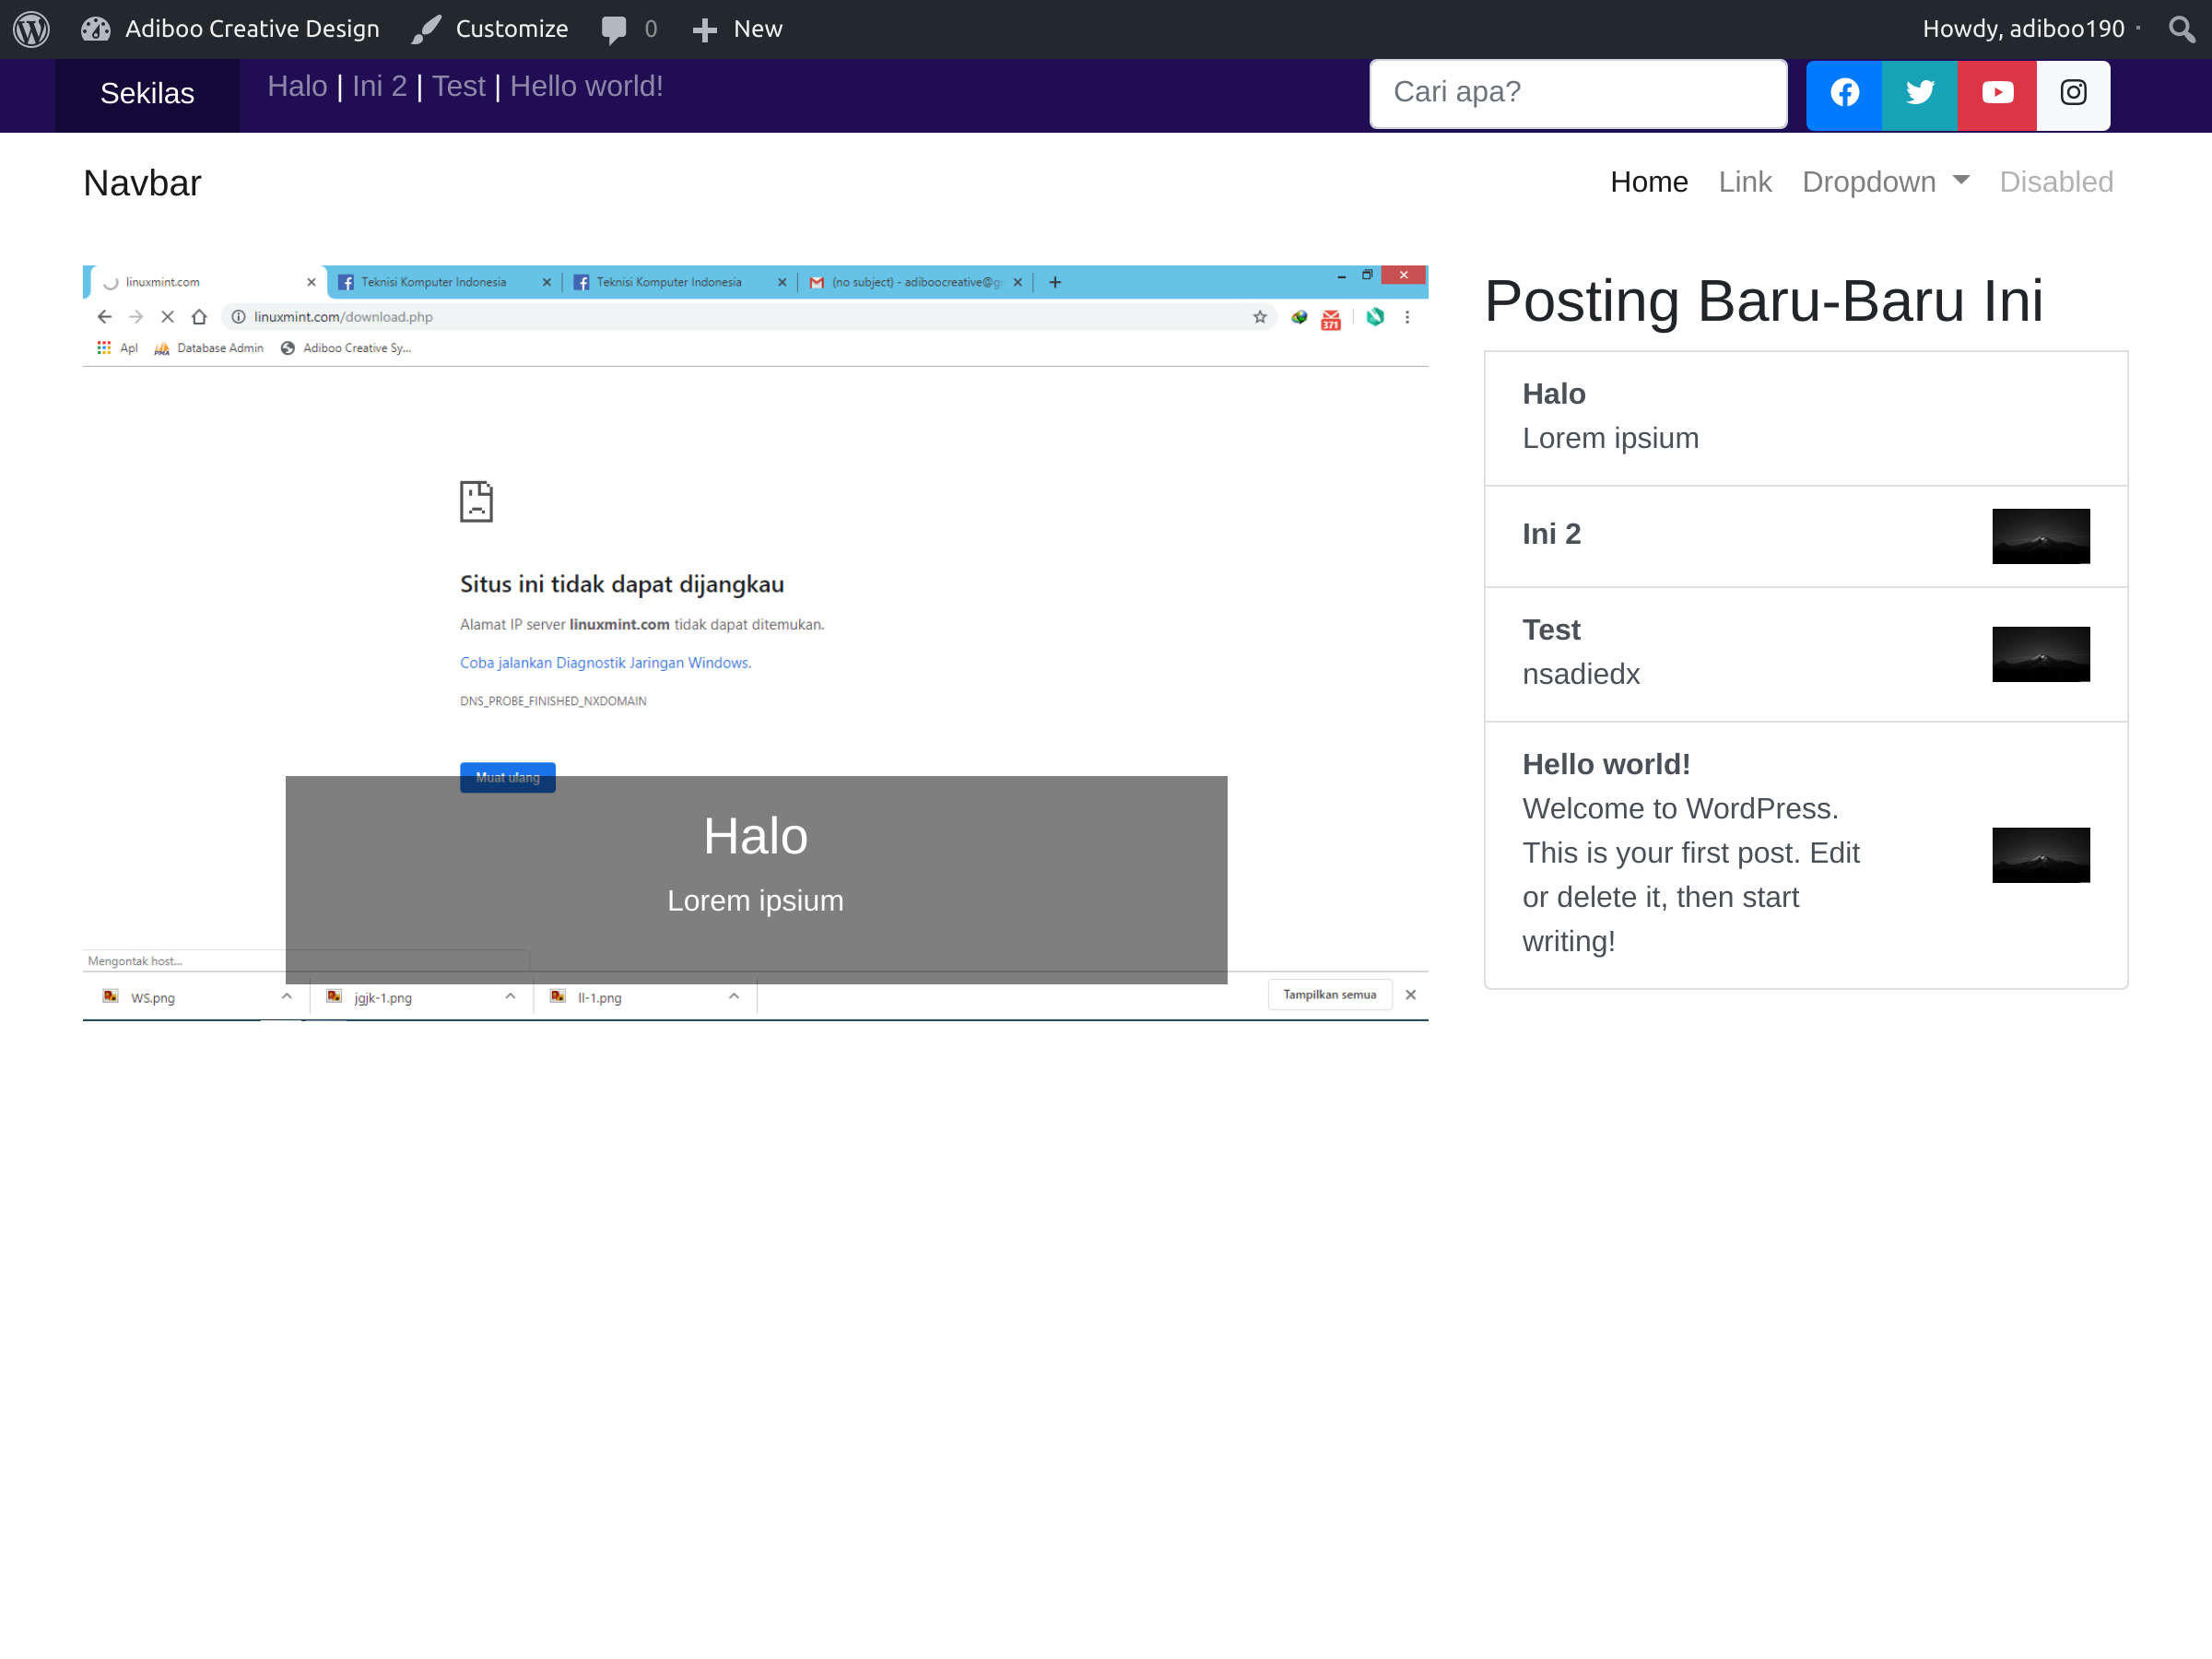 Adiboo Creative Design Customize 0 New Howdy, adiboo190
Sekilas Halo | Ini 2 | Test | Hello world! Cari apa?
Navbar Home Link Dropdown Disabled
linuxmint.com Teknisi Komputer Indonesia Teknisi Komputer Indonesia (no subject) - adiboocreative@g
linuxmint.com/download.php 371
Apl Database Admin Adiboo Creative Sy...
Situs ini tidak dapat dijangkau
Alamat IP server linuxmint.com tidak dapat ditemukan.
Coba jalankan Diagnostik Jaringan Windows.
DNS_PROBE_FINISHED_NXDOMAIN
Muat ulang
Halo
Lorem ipsium
Mengontak host...
WS.png jgjk-1.png ll-1.png Tampilkan semua
Posting Baru-Baru Ini
Halo
Lorem ipsium
Ini 2
Test
nsadiedx
Hello world!
Welcome to WordPress.
This is your first post. Edit
or delete it, then start
writing!